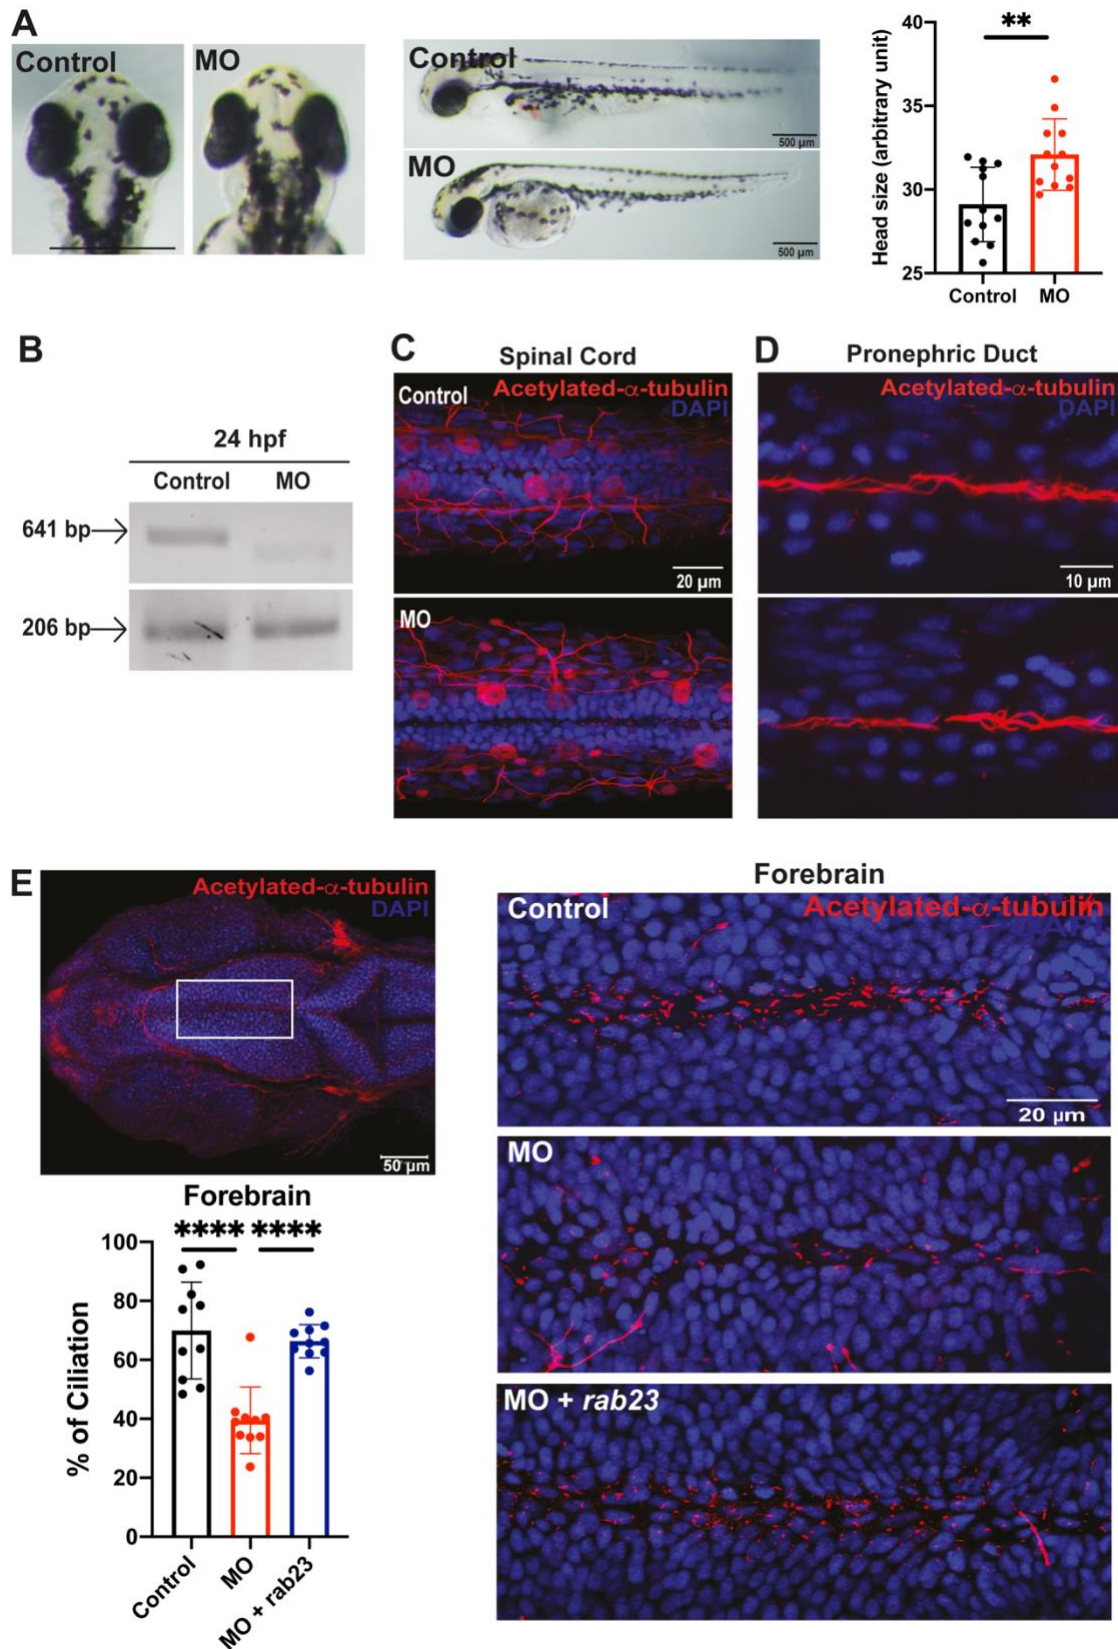 A
Control
MO
Control
500 µm
MO
500 µm
Head size (arbitrary unit)
40
35
30
25
**
Control
MO
B
24 hpf
Control
MO
641 bp
206 bp
C
Spinal Cord
Control
Acetylated-α-tubulin
DAPI
20 µm
MO
D
Pronephric Duct
Acetylated-α-tubulin
DAPI
10 µm
E
Acetylated-α-tubulin
DAPI
50 µm
Forebrain
**** ****
% of Ciliation
100
80
60
40
20
0
Control
MO
MO + rab23
Forebrain
Control
Acetylated-α-tubulin
DAPI
20 µm
MO
MO + rab23